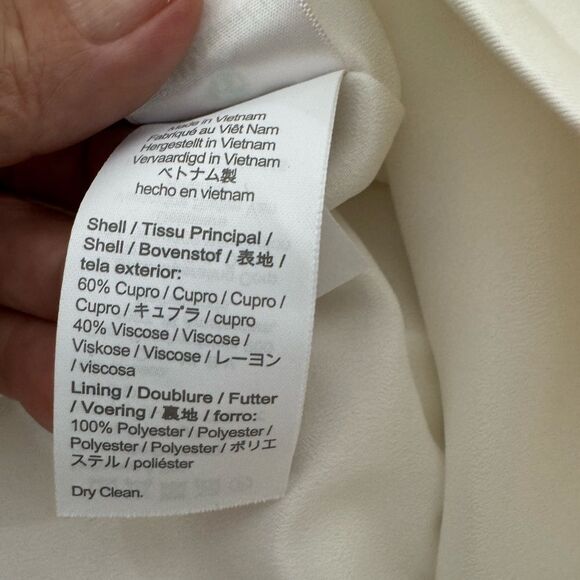 Made in Vietnam
Fabriqué au Viêt Nam
Hergestellt in Vietnam
Vervaardigd in Vietnam
ベトナム製
hecho en vietnam
Shell / Tissu Principal /
Shell / Bovenstof / 表地 /
tela exterior:
60% Cupro / Cupro / Cupro /
Cupro / キュプラ / cupro
40% Viscose / Viscose /
Viskose / Viscose / レーヨン
/ viscosa
Lining / Doublure / Futter
/ Voering / 裏地 / forro:
100% Polyester / Polyester /
Polyester / Polyester / ポリエ
ステル / poliéster
Dry Clean.